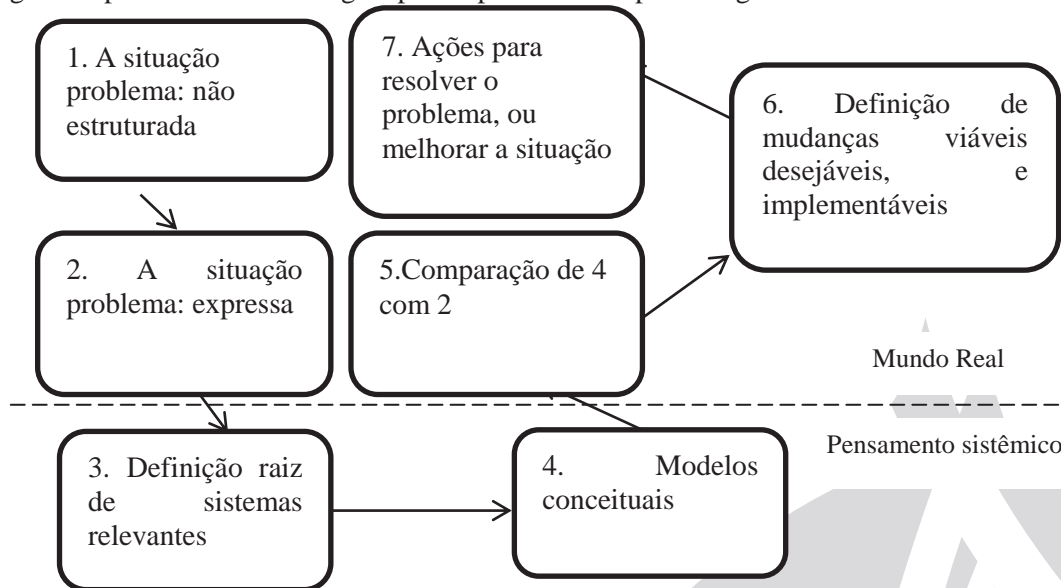 1. A situação
problema: não
estruturada
7. Ações para
resolver o
problema, ou
melhorar a situação
6. Definição de
mudanças viáveis
desejáveis, e
implementáveis
2. A situação
problema: expressa
5.Comparação de 4
com 2
Mundo Real
Pensamento sistêmico
3. Definição raiz
de sistemas
relevantes
4. Modelos
conceituais